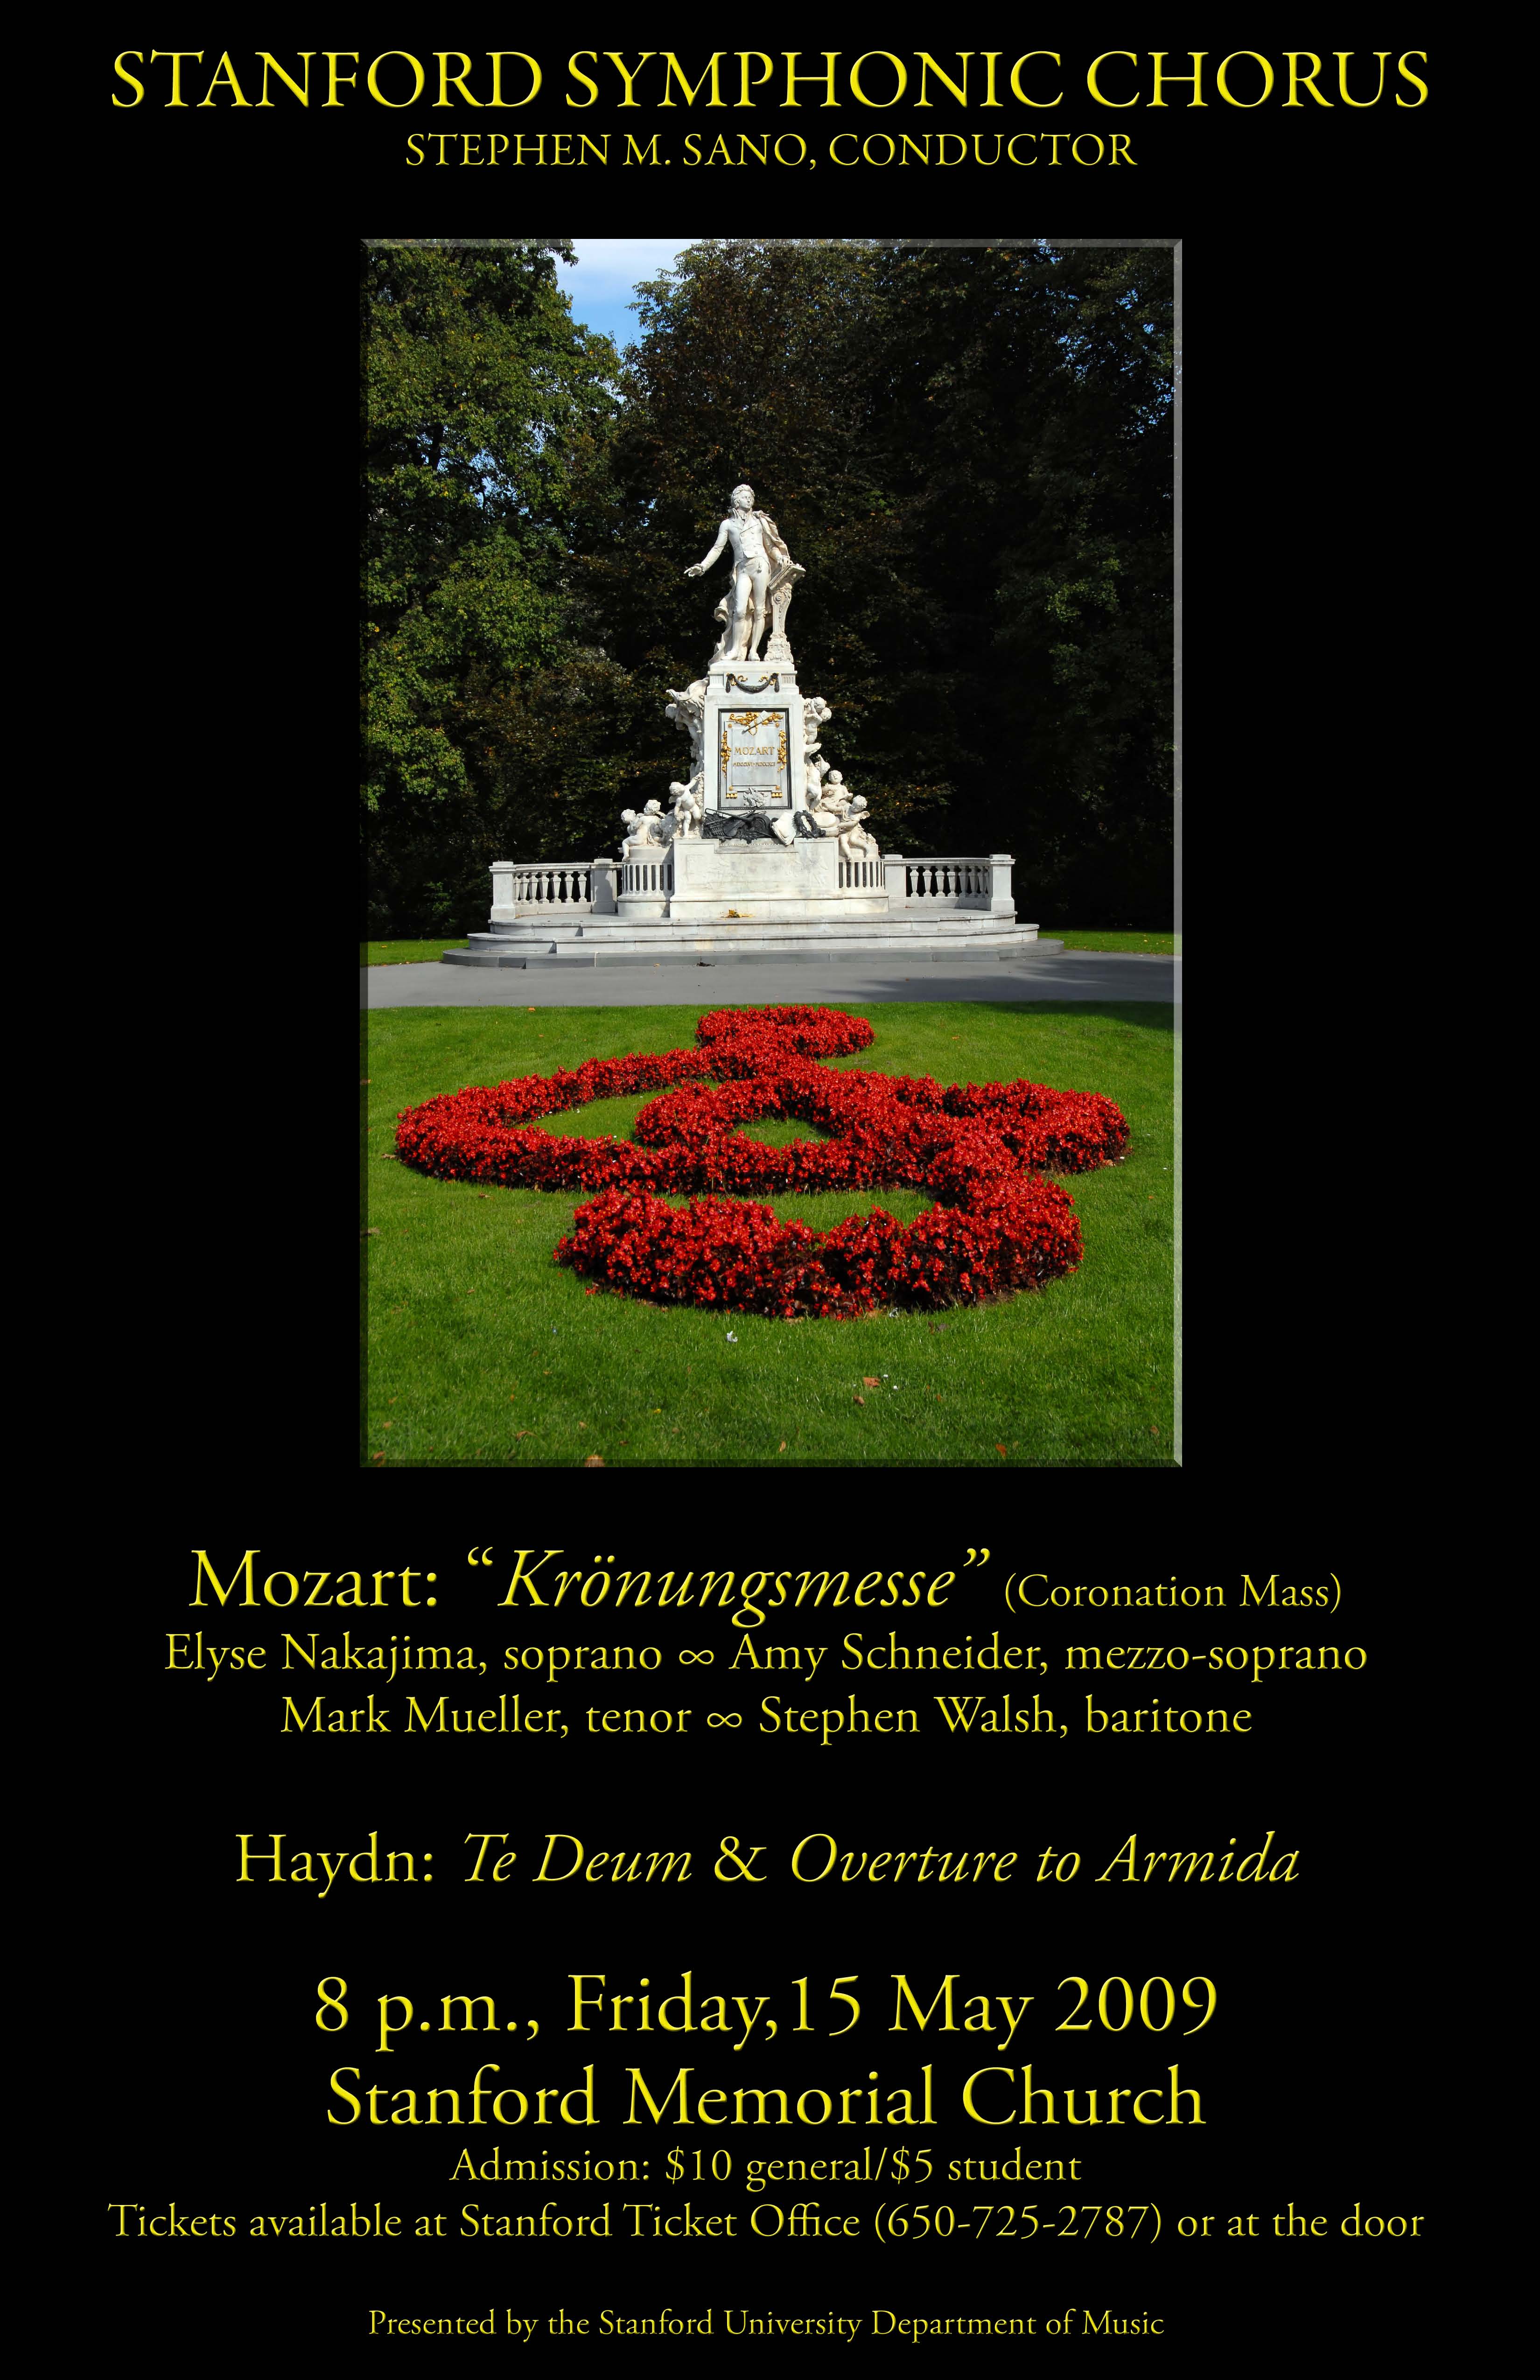 STANFORD SYMPHONIC CHORUS
STEPHEN M. SANO, CONDUCTOR
MOZART
Mozart: “Krönungsmesse” (Coronation Mass)
Elyse Nakajima, soprano ∞ Amy Schneider, mezzo-soprano
Mark Mueller, tenor ∞ Stephen Walsh, baritone
Haydn: Te Deum & Overture to Armida
8 p.m., Friday,15 May 2009
Stanford Memorial Church
Admission: $10 general/$5 student
Tickets available at Stanford Ticket Office (650-725-2787) or at the door
Presented by the Stanford University Department of Music